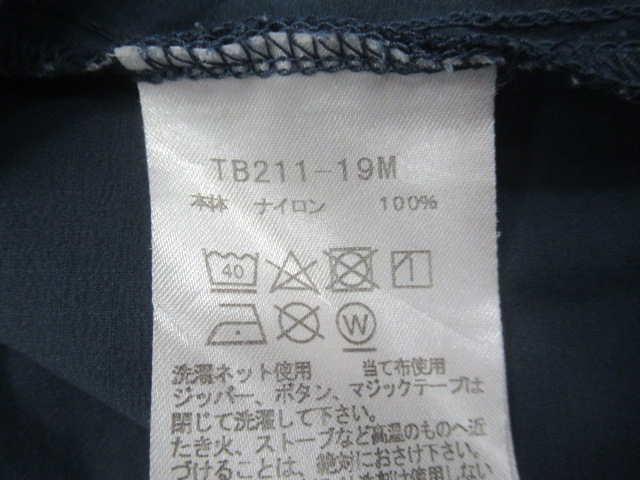 TB211-19M
本体 ナイロン 100%
40
W
洗濯ネット使用 当て布使用
ジッパー、ボタン、マジックテープは
閉じて洗濯して下さい。
たき火、ストーブなど高温のものへ近
づけることは、絶対におさけ下さい。